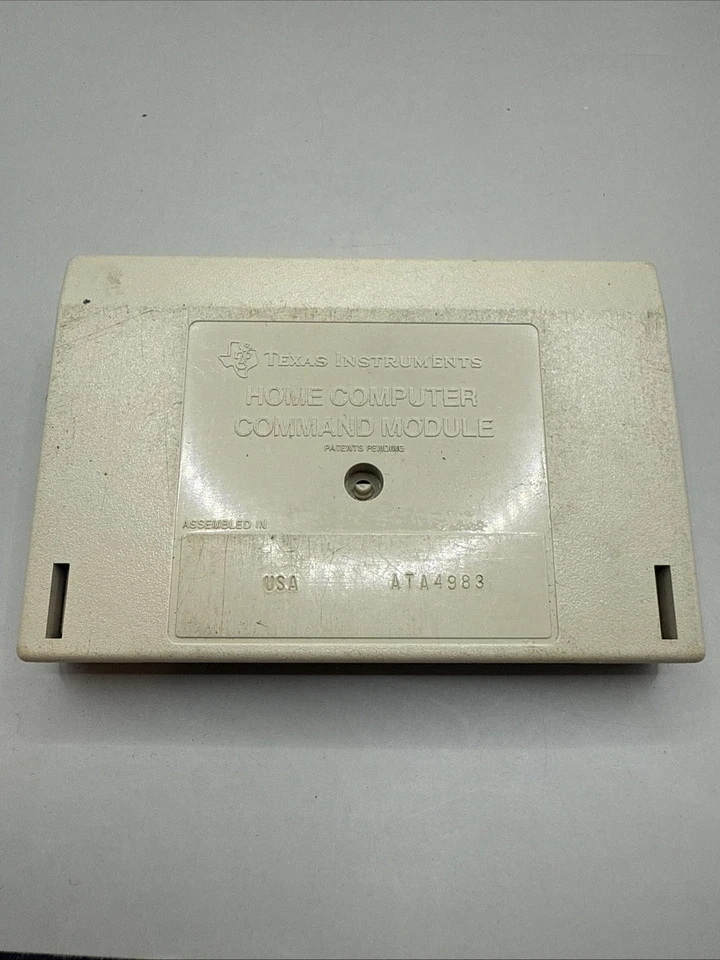 TEXAS INSTRUMENTS
HOME COMPUTER
COMMAND MODULE
PATENTS PENDING
ASSEMBLED IN
USA ATA4983